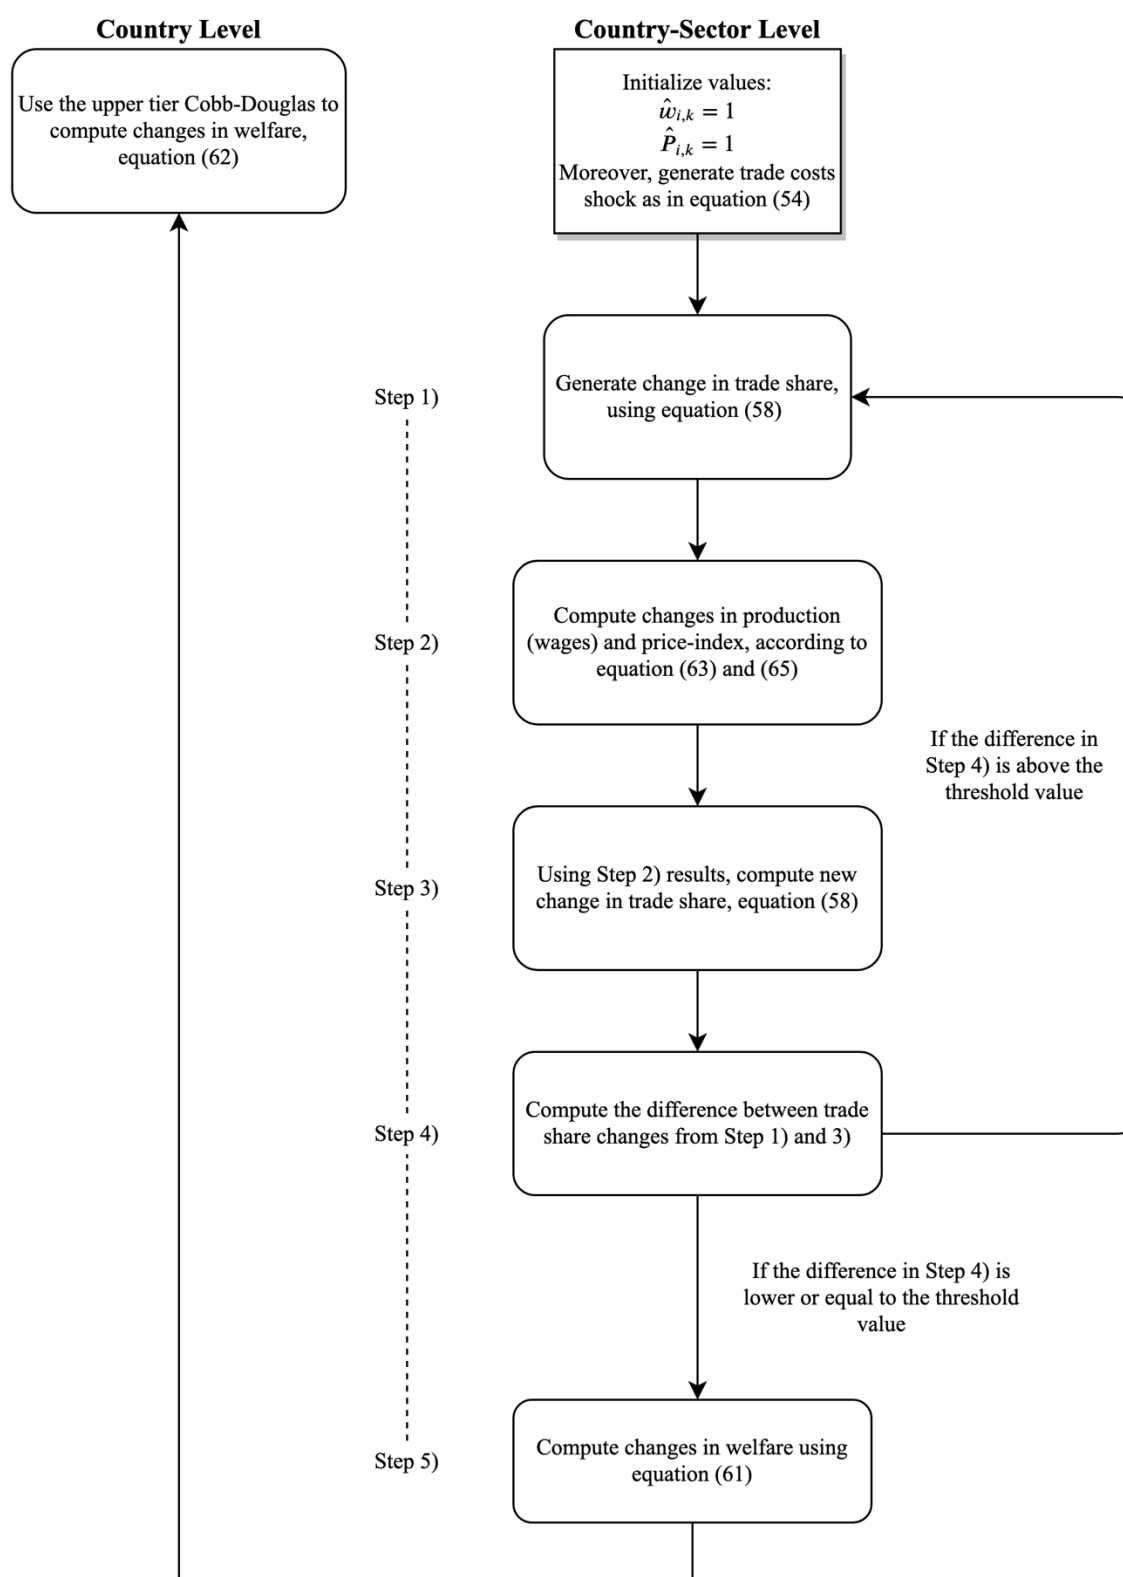 Country Level
Use the upper tier Cobb-Douglas to
compute changes in welfare,
equation (62)
Country-Sector Level
Initialize values:
ŵ_{i,k} = 1
P̂_{i,k} = 1
Moreover, generate trade costs
shock as in equation (54)
Step 1)
Generate change in trade share,
using equation (58)
Step 2)
Compute changes in production
(wages) and price-index, according to
equation (63) and (65)
If the difference in
Step 4) is above the
threshold value
Step 3)
Using Step 2) results, compute new
change in trade share, equation (58)
Step 4)
Compute the difference between trade
share changes from Step 1) and 3)
If the difference in Step 4) is
lower or equal to the threshold
value
Step 5)
Compute changes in welfare using
equation (61)